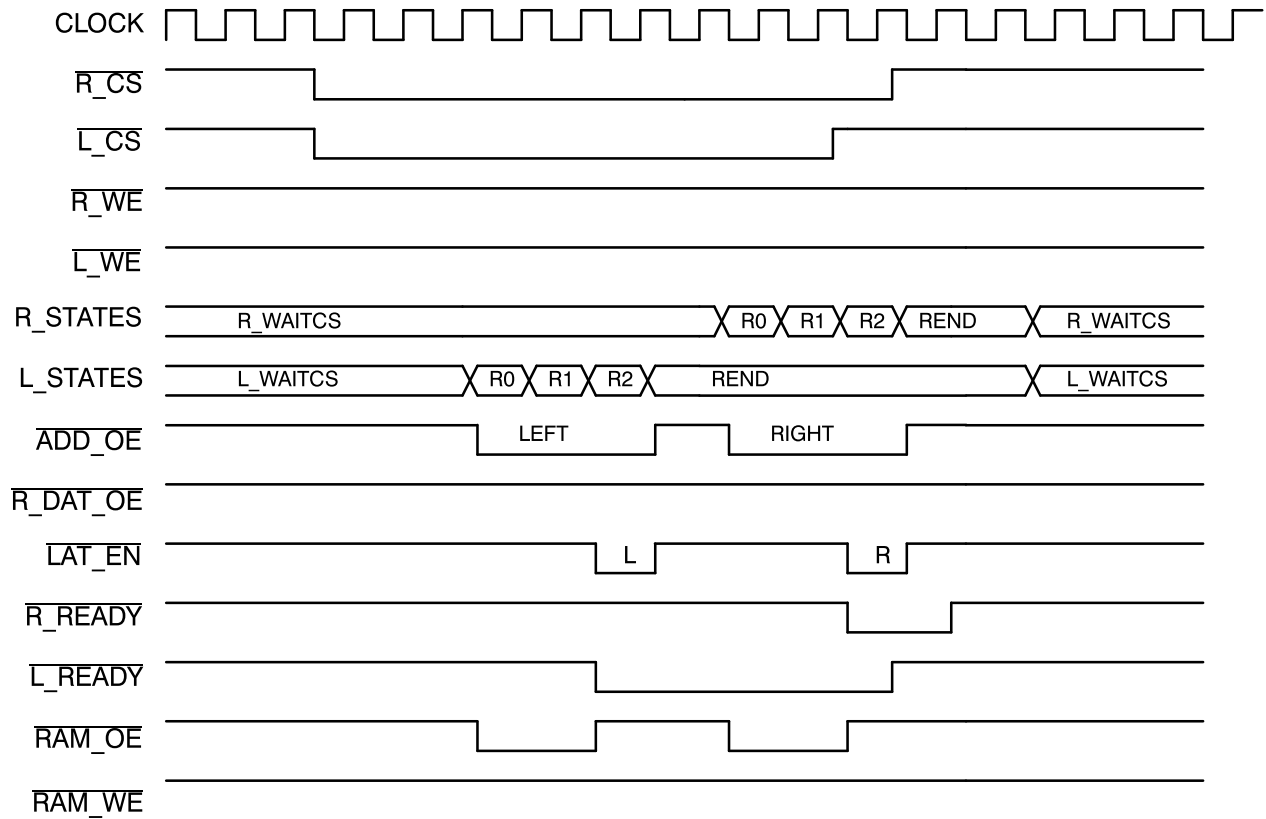 CLOCK
R_CS
L_CS
R_WE
L_WE
R_STATES R_WAITCS R0 R1 R2 REND R_WAITCS
L_STATES L_WAITCS R0 R1 R2 REND L_WAITCS
ADD_OE LEFT RIGHT
R_DAT_OE
LAT_EN L R
R_READY
L_READY
RAM_OE
RAM_WE